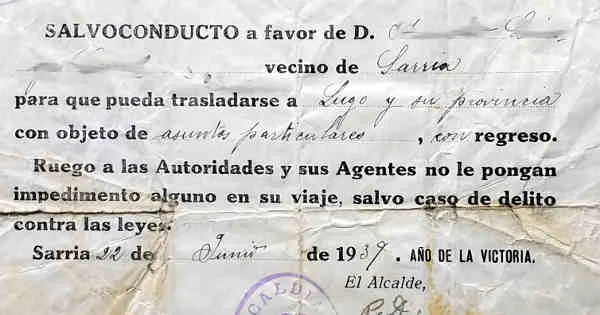 SALVOCONDUCTO a favor de D.
vecino de Sarria
para que pueda trasladarse a Lugo y su provincia
con objeto de asuntos particulares, con regreso.
Ruego a las Autoridades y sus Agentes no le pongan
impedimento alguno en su viaje, salvo caso de delito
contra las leyes.
Sarria 22 de Junio de 1939. AÑO DE LA VICTORIA.
El Alcalde,